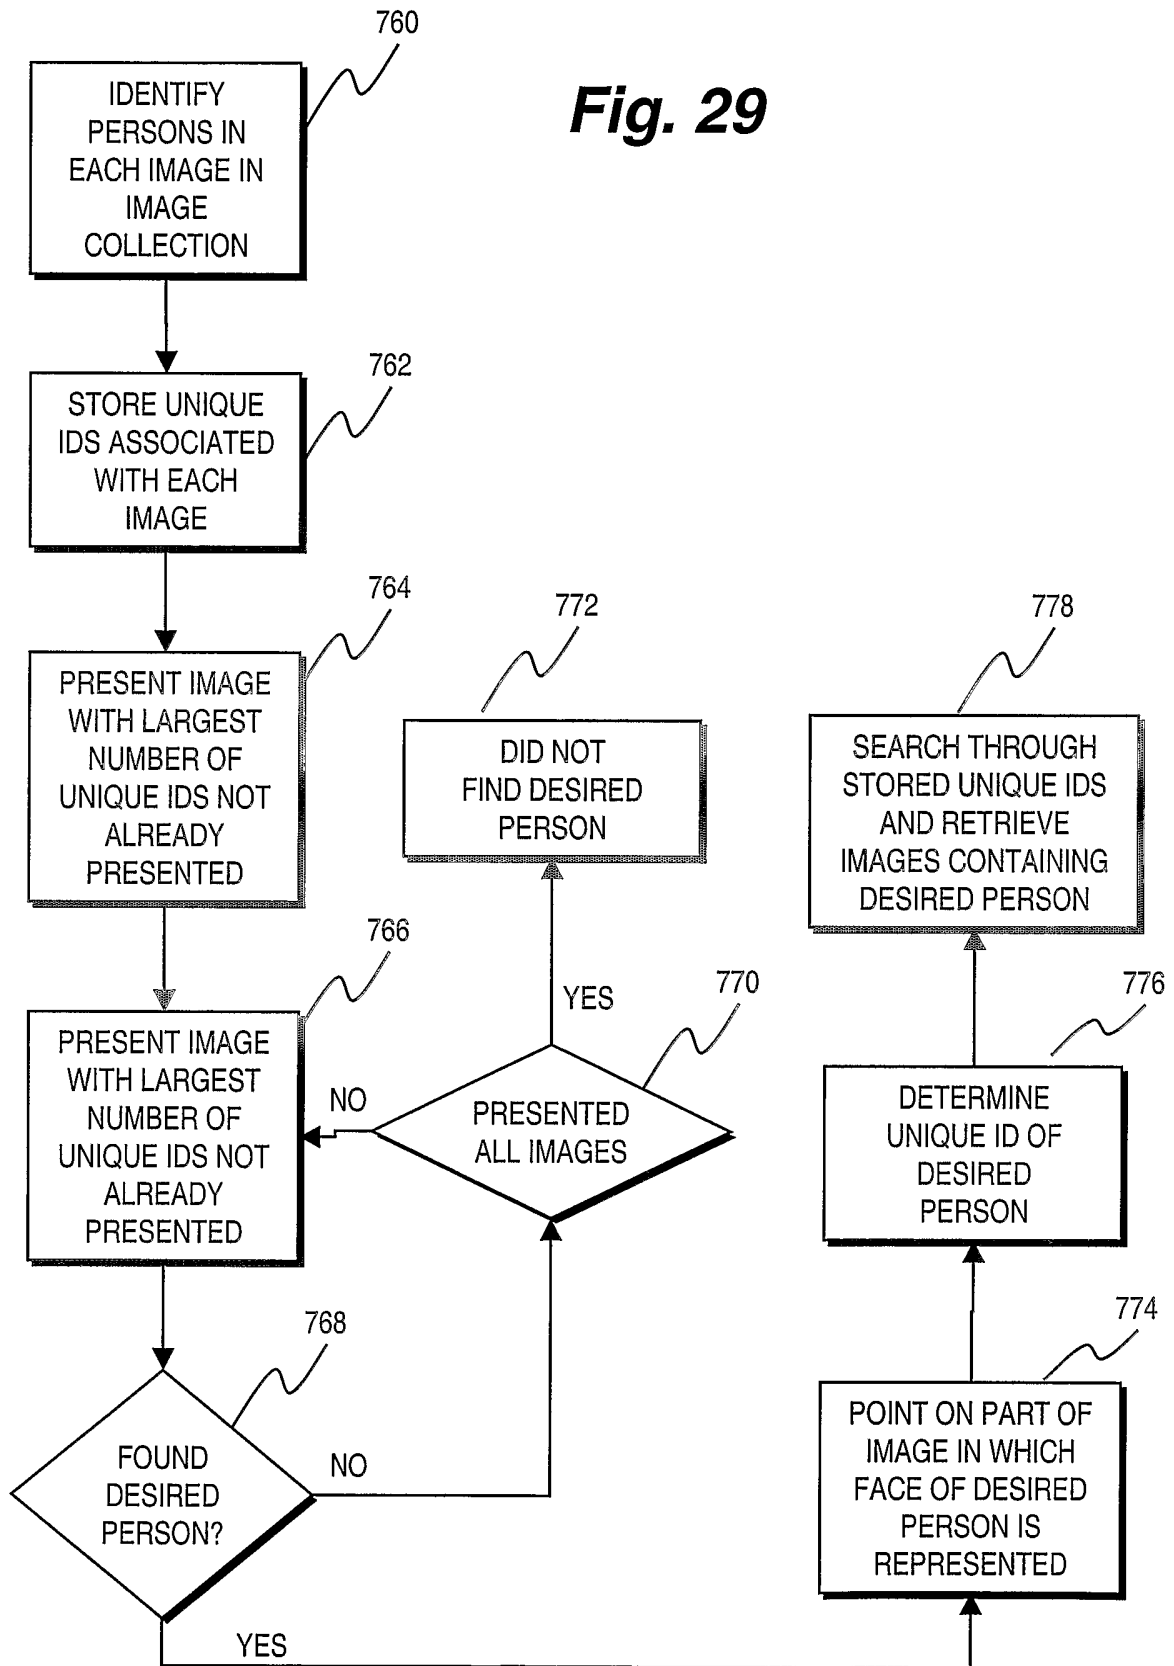 760
Fig. 29
IDENTIFY
PERSONS IN
EACH IMAGE IN
IMAGE
COLLECTION
762
STORE UNIQUE
IDS ASSOCIATED
WITH EACH
IMAGE
764
PRESENT IMAGE
WITH LARGEST
NUMBER OF
UNIQUE IDS NOT
ALREADY
PRESENTED
772
DID NOT
FIND DESIRED
PERSON
778
SEARCH THROUGH
STORED UNIQUE IDS
AND RETRIEVE
IMAGES CONTAINING
DESIRED PERSON
766
PRESENT IMAGE
WITH LARGEST
NUMBER OF
UNIQUE IDS NOT
ALREADY
PRESENTED
YES
770
NO
PRESENTED
ALL IMAGES
776
DETERMINE
UNIQUE ID OF
DESIRED
PERSON
768
FOUND
DESIRED
PERSON?
NO
774
POINT ON PART OF
IMAGE IN WHICH
FACE OF DESIRED
PERSON IS
REPRESENTED
YES